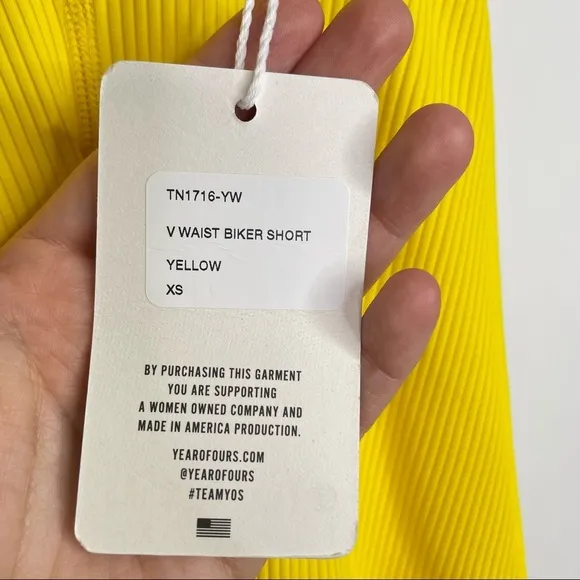 TN1716-YW
V WAIST BIKER SHORT
YELLOW
XS
BY PURCHASING THIS GARMENT
YOU ARE SUPPORTING
A WOMEN OWNED COMPANY AND
MADE IN AMERICA PRODUCTION.
YEAROFOURS.COM
@YEAROFOURS
#TEAMYOS